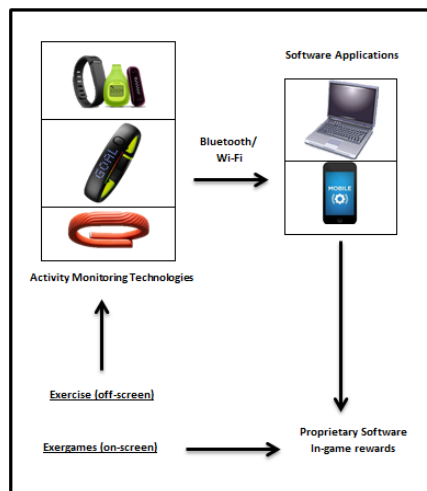 Software Applications
Bluetooth/
Wi-Fi
GOAL
MOBILE
Activity Monitoring Technologies
Exercise (off-screen)
Exergames (on-screen)
Proprietary Software
In-game rewards